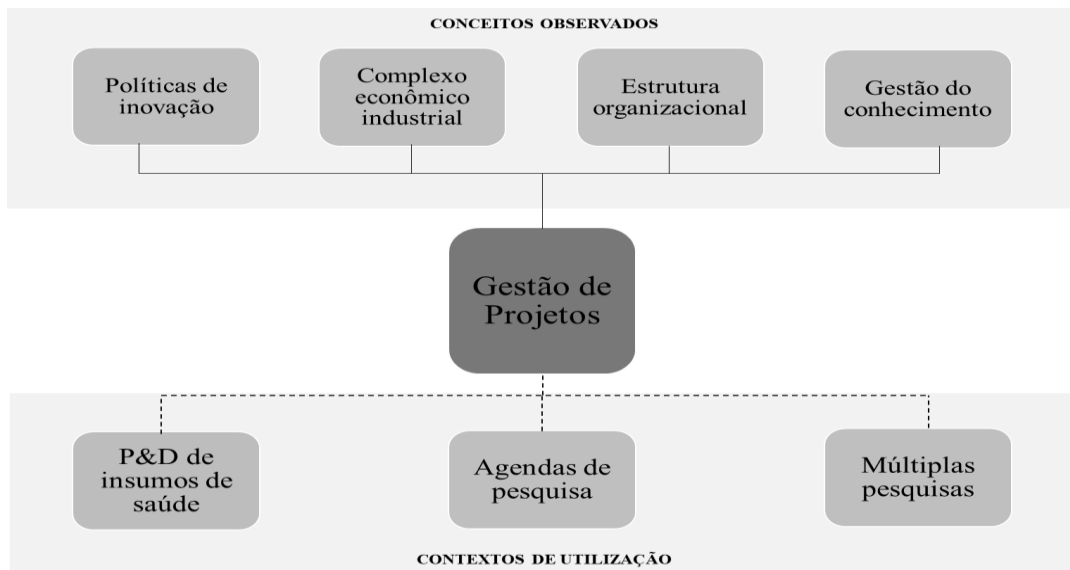 CONCEITOS OBSERVADOS
Políticas de
inovação
Complexo
econômico
industrial
Estrutura
organizacional
Gestão do
conhecimento
Gestão de
Projetos
P&D de
insumos de
saúde
Agendas de
pesquisa
Múltiplas
pesquisas
CONTEXTOS DE UTILIZAÇÃO